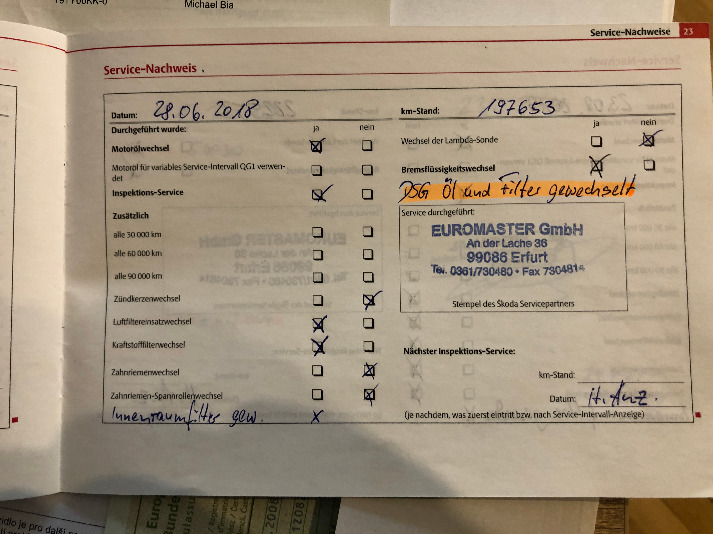 Michael Bia
Service-Nachweise 23
Service-Nachweis
Datum: 28.06.2018
km-Stand: 197653
Durchgeführt wurde: ja nein
ja nein
Motorölwechsel
Wechsel der Lambda-Sonde
Motoröl für variables Service-Intervall QG1 verwen-
det
Bremsflüssigkeitswechsel
Inspektions-Service
DSG Öl und Filter gewechselt
Zusätzlich
Service durchgeführt:
alle 30 000 km
EUROMASTER GmbH
An der Lache 36
alle 60 000 km
99086 Erfurt
Tel. 0361/730480 • Fax 7304814
alle 90 000 km
Zündkerzenwechsel
Stempel des Škoda Servicepartners
Luftfiltereinsatzwechsel
Kraftstofffilterwechsel
Nächster Inspektions-Service:
Zahnriemenwechsel
km-Stand:
Zahnriemen-Spannrollenwechsel
Datum: n. Anz.
Innenraumfilter gew. x
(je nachdem, was zuerst eintritt bzw. nach Service-Intervall-Anzeige)